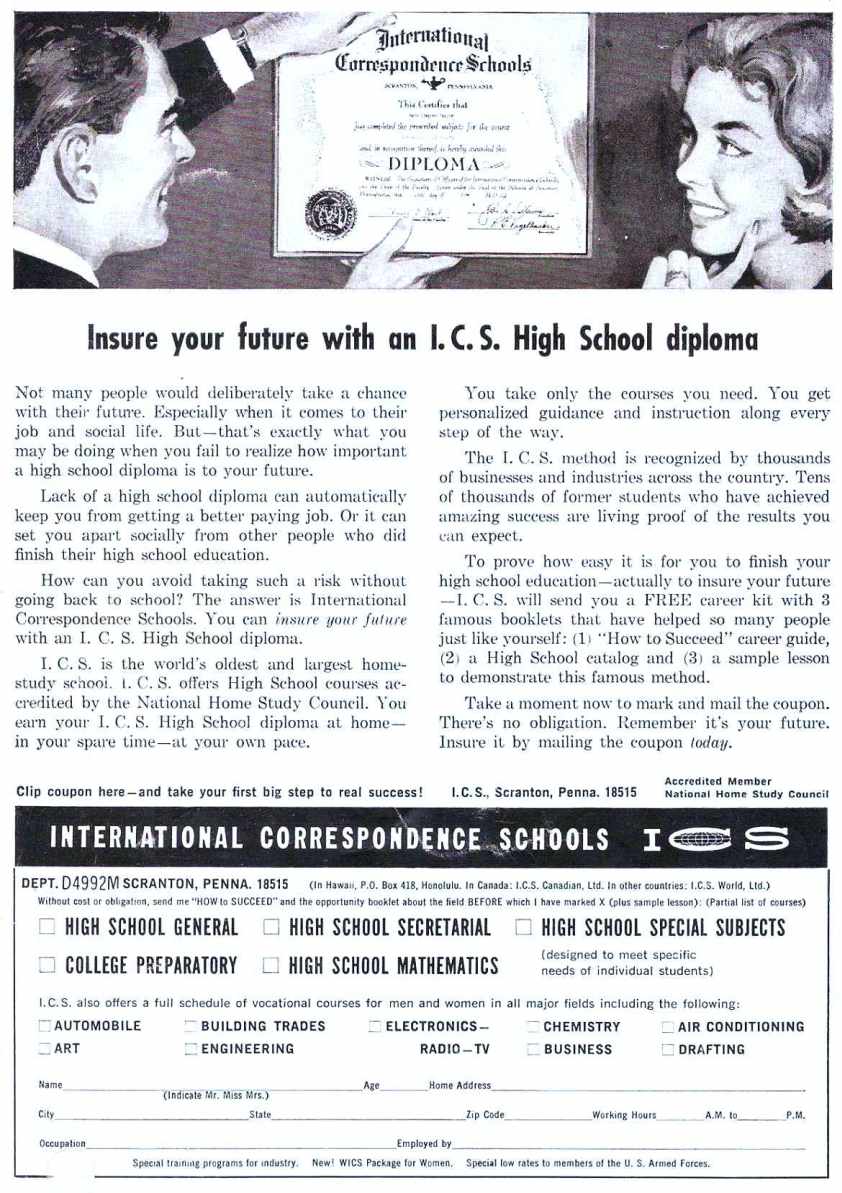 International
Correspondence Schools
SCRANTON, PENNSYLVANIA
This Certifies that
has completed the prescribed subjects for the course
and in recognition thereof, is hereby awarded this
DIPLOMA
Insure your future with an I.C.S. High School diploma
Not many people would deliberately take a chance
with their future. Especially when it comes to their
job and social life. But—that's exactly what you
may be doing when you fail to realize how important
a high school diploma is to your future.
Lack of a high school diploma can automatically
keep you from getting a better paying job. Or it can
set you apart socially from other people who did
finish their high school education.
How can you avoid taking such a risk without
going back to school? The answer is International
Correspondence Schools. You can insure your future
with an I. C. S. High School diploma.
I. C. S. is the world's oldest and largest home-
study school. I. C. S. offers High School courses ac-
credited by the National Home Study Council. You
earn your I. C. S. High School diploma at home—
in your spare time—at your own pace.
You take only the courses you need. You get
personalized guidance and instruction along every
step of the way.
The I. C. S. method is recognized by thousands
of businesses and industries across the country. Tens
of thousands of former students who have achieved
amazing success are living proof of the results you
can expect.
To prove how easy it is for you to finish your
high school education—actually to insure your future
—I. C. S. will send you a FREE career kit with 3
famous booklets that have helped so many people
just like yourself: (1) "How to Succeed" career guide,
(2) a High School catalog and (3) a sample lesson
to demonstrate this famous method.
Take a moment now to mark and mail the coupon.
There's no obligation. Remember it's your future.
Insure it by mailing the coupon today.
Clip coupon here—and take your first big step to real success!
I.C.S., Scranton, Penna. 18515
Accredited Member
National Home Study Council
INTERNATIONAL CORRESPONDENCE SCHOOLS ICS
DEPT. D4992M SCRANTON, PENNA. 18515 (In Hawaii, P.O. Box 418, Honolulu. In Canada: I.C.S. Canadian, Ltd. In other countries: I.C.S. World, Ltd.)
Without cost or obligation, send me "HOW to SUCCEED" and the opportunity booklet about the field BEFORE which I have marked X (plus sample lesson): (Partial list of courses)
HIGH SCHOOL GENERAL HIGH SCHOOL SECRETARIAL HIGH SCHOOL SPECIAL SUBJECTS
COLLEGE PREPARATORY HIGH SCHOOL MATHEMATICS
(designed to meet specific
needs of individual students)
I.C.S. also offers a full schedule of vocational courses for men and women in all major fields including the following:
AUTOMOBILE BUILDING TRADES ELECTRONICS— CHEMISTRY AIR CONDITIONING
ART ENGINEERING RADIO—TV BUSINESS DRAFTING
Name Age Home Address
(Indicate Mr. Miss Mrs.)
City State Zip Code Working Hours A.M. to P.M.
Occupation Employed by
Special training programs for industry. New! WICS Package for Women. Special low rates to members of the U. S. Armed Forces.